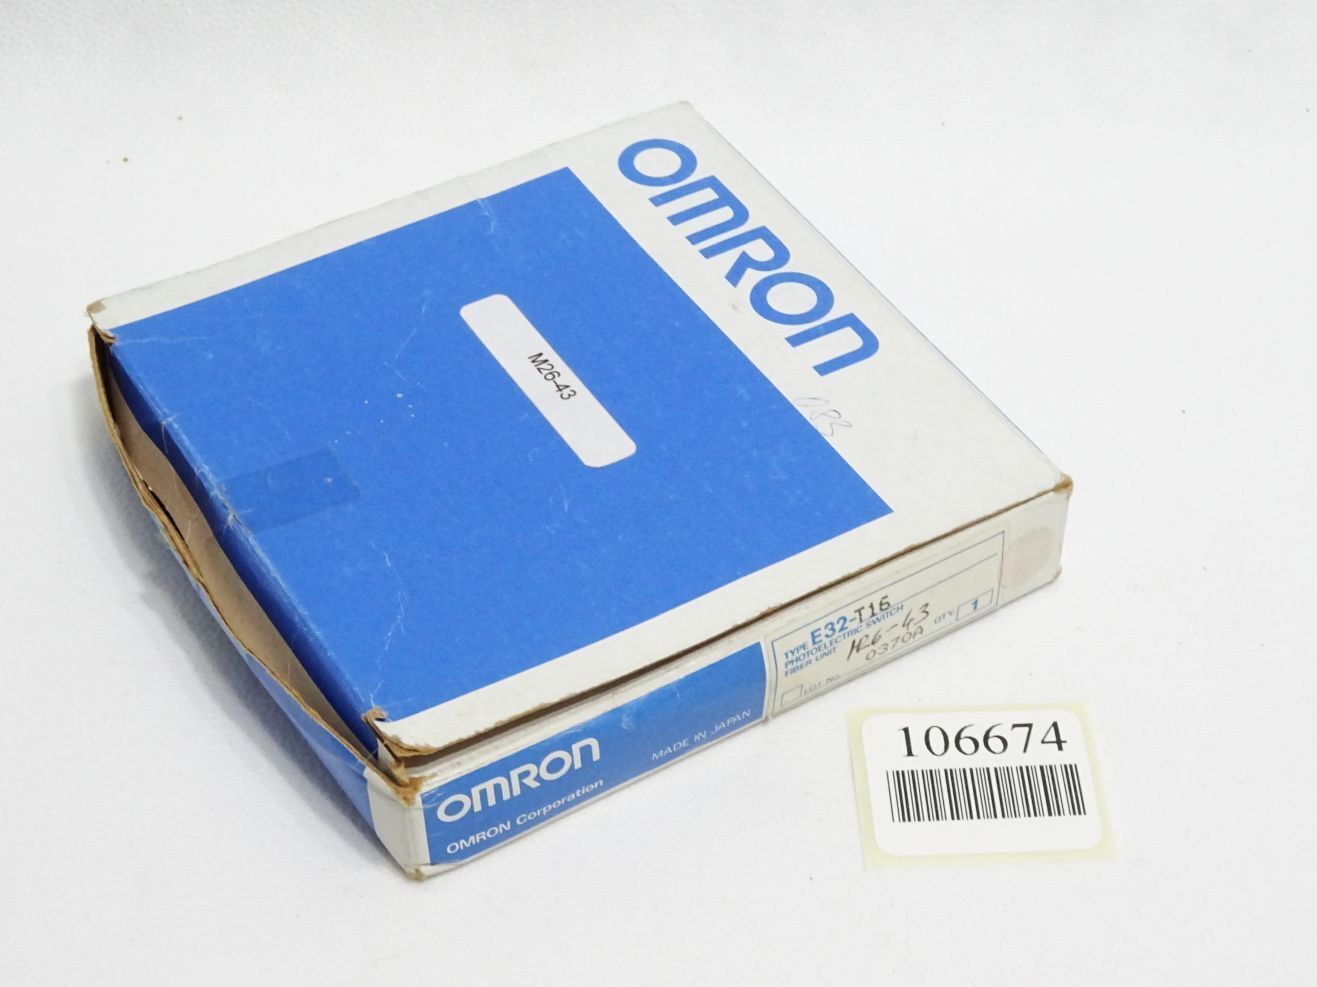 OMRON
M26-43
083
TYPE E32-T16
PHOTOELECTRIC SWITCH
FIBER UNIT
M26-43
LOT No. 0370A
QTY. 1
OMRON
OMRON Corporation
MADE IN JAPAN
106674